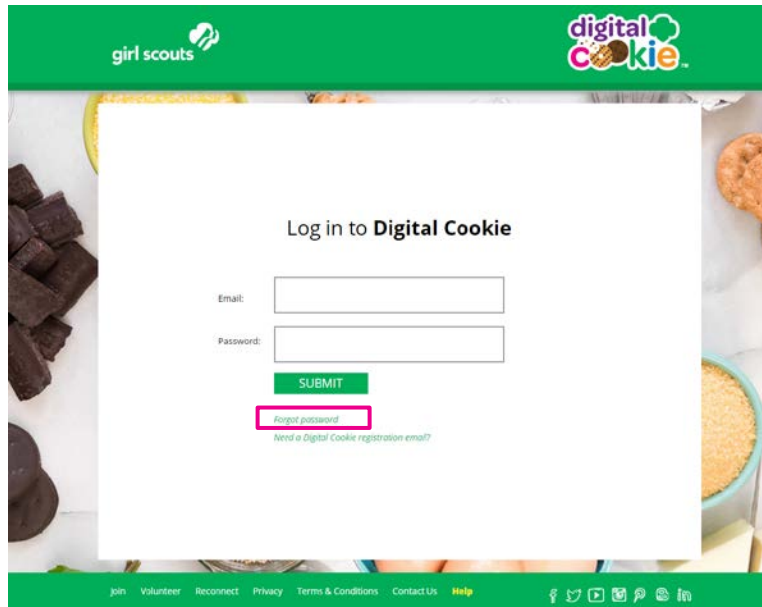 girl scouts
digital
cookie™
Log in to Digital Cookie
Email:
Password:
SUBMIT
Forgot password
Need a Digital Cookie registration email?
Join Volunteer Reconnect Privacy Terms & Conditions Contact Us Help